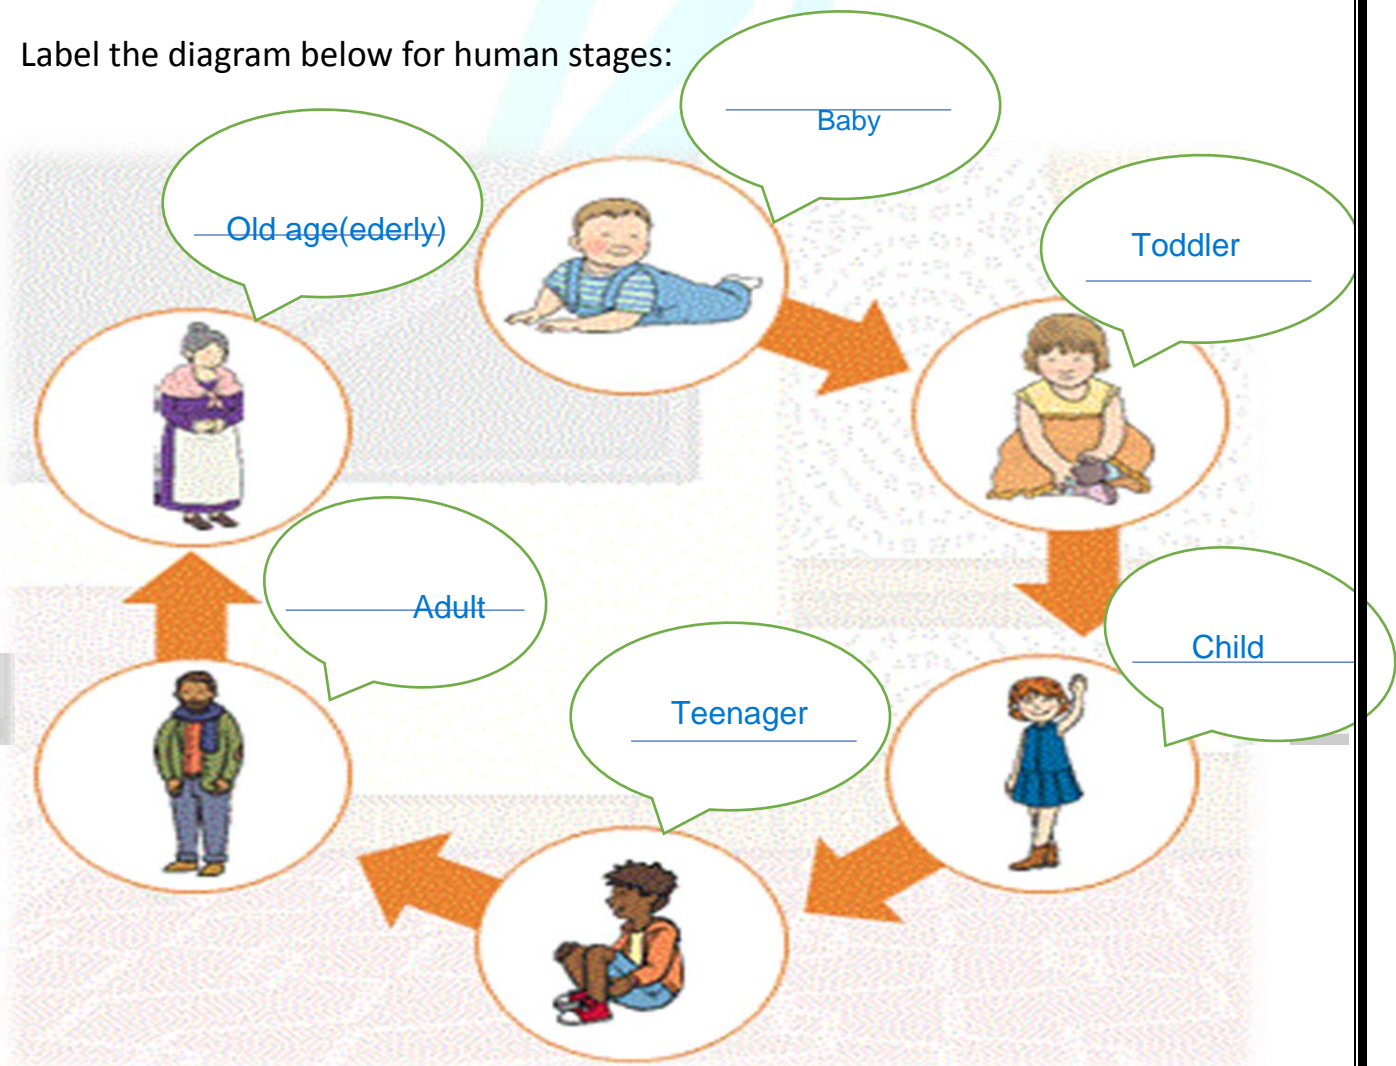 Label the diagram below for human stages:
Baby
Old age(ederly)
Toddler
Adult
Child
Teenager